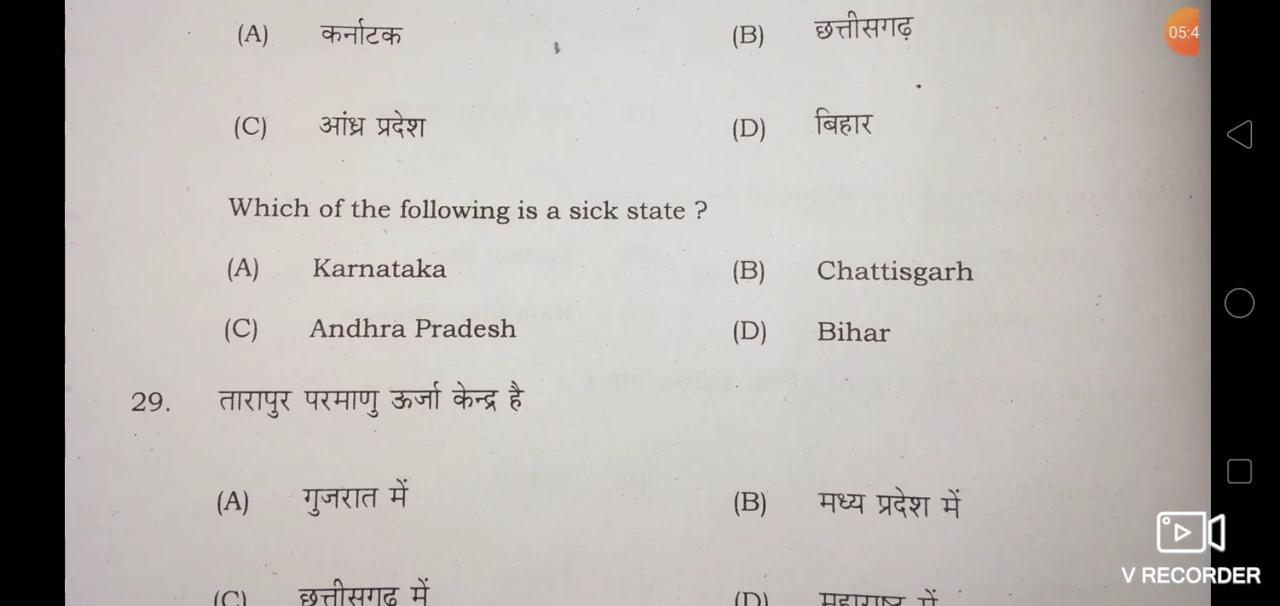 05:4
(A) कर्नाटक (B) छत्तीसगढ़
(C) आंध्र प्रदेश (D) बिहार
Which of the following is a sick state ?
(A) Karnataka (B) Chattisgarh
(C) Andhra Pradesh (D) Bihar
29. तारापुर परमाणु ऊर्जा केन्द्र है
(A) गुजरात में (B) मध्य प्रदेश में
(C) छत्तीसगढ़ में (D) महाराष्ट्र में
V RECORDER